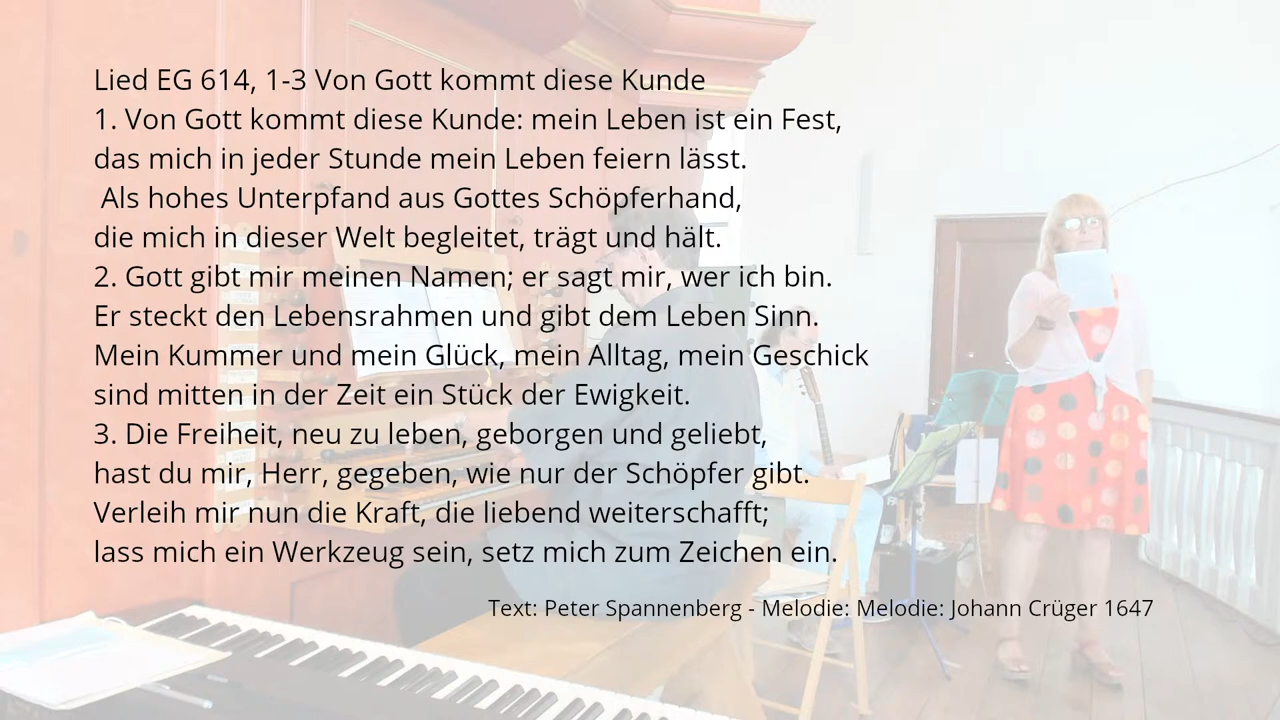 Lied EG 614, 1-3 Von Gott kommt diese Kunde
1. Von Gott kommt diese Kunde: mein Leben ist ein Fest,
das mich in jeder Stunde mein Leben feiern lässt.
Als hohes Unterpfand aus Gottes Schöpferhand,
die mich in dieser Welt begleitet, trägt und hält.
2. Gott gibt mir meinen Namen; er sagt mir, wer ich bin.
Er steckt den Lebensrahmen und gibt dem Leben Sinn.
Mein Kummer und mein Glück, mein Alltag, mein Geschick
sind mitten in der Zeit ein Stück der Ewigkeit.
3. Die Freiheit, neu zu leben, geborgen und geliebt,
hast du mir, Herr, gegeben, wie nur der Schöpfer gibt.
Verleih mir nun die Kraft, die liebend weiterschafft;
lass mich ein Werkzeug sein, setz mich zum Zeichen ein.
Text: Peter Spannenberg - Melodie: Melodie: Johann Crüger 1647